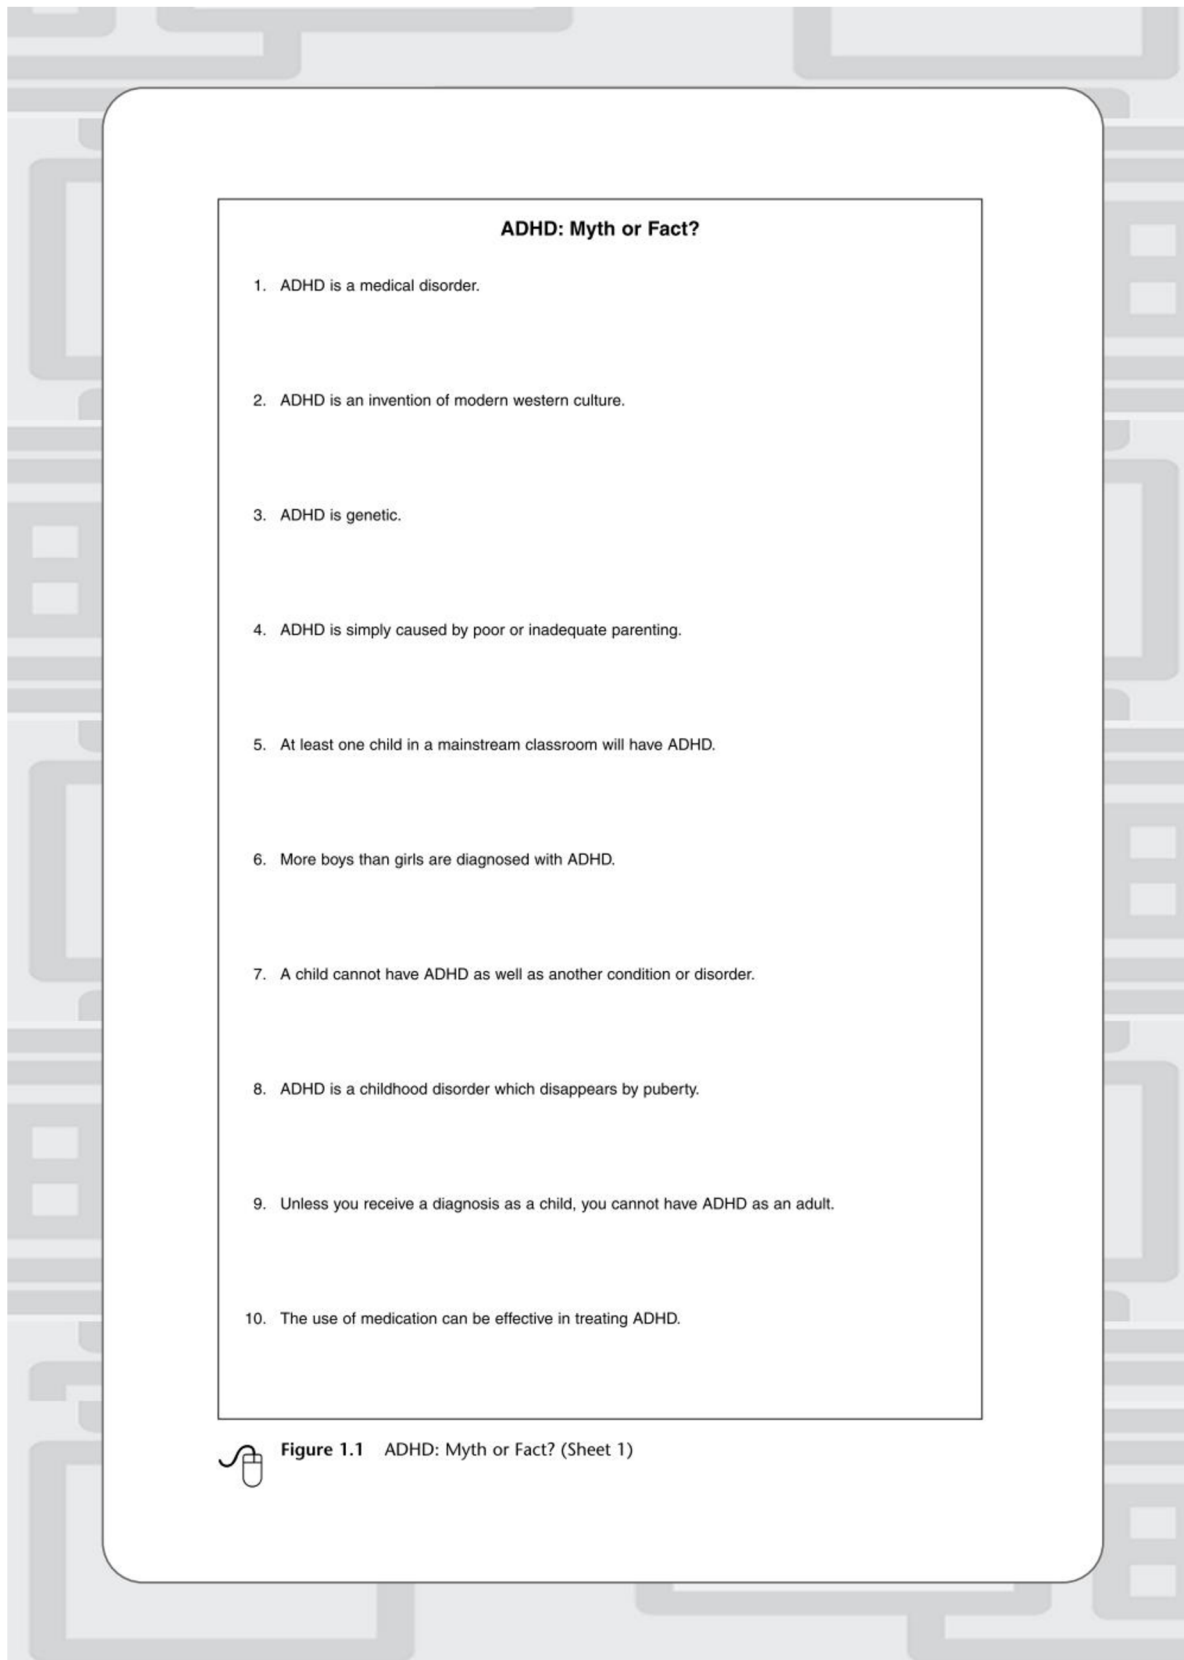 ADHD: Myth or Fact?
1. ADHD is a medical disorder.
2. ADHD is an invention of modern western culture.
3. ADHD is genetic.
4. ADHD is simply caused by poor or inadequate parenting.
5. At least one child in a mainstream classroom will have ADHD.
6. More boys than girls are diagnosed with ADHD.
7. A child cannot have ADHD as well as another condition or disorder.
8. ADHD is a childhood disorder which disappears by puberty.
9. Unless you receive a diagnosis as a child, you cannot have ADHD as an adult.
10. The use of medication can be effective in treating ADHD.
Figure 1.1 ADHD: Myth or Fact? (Sheet 1)